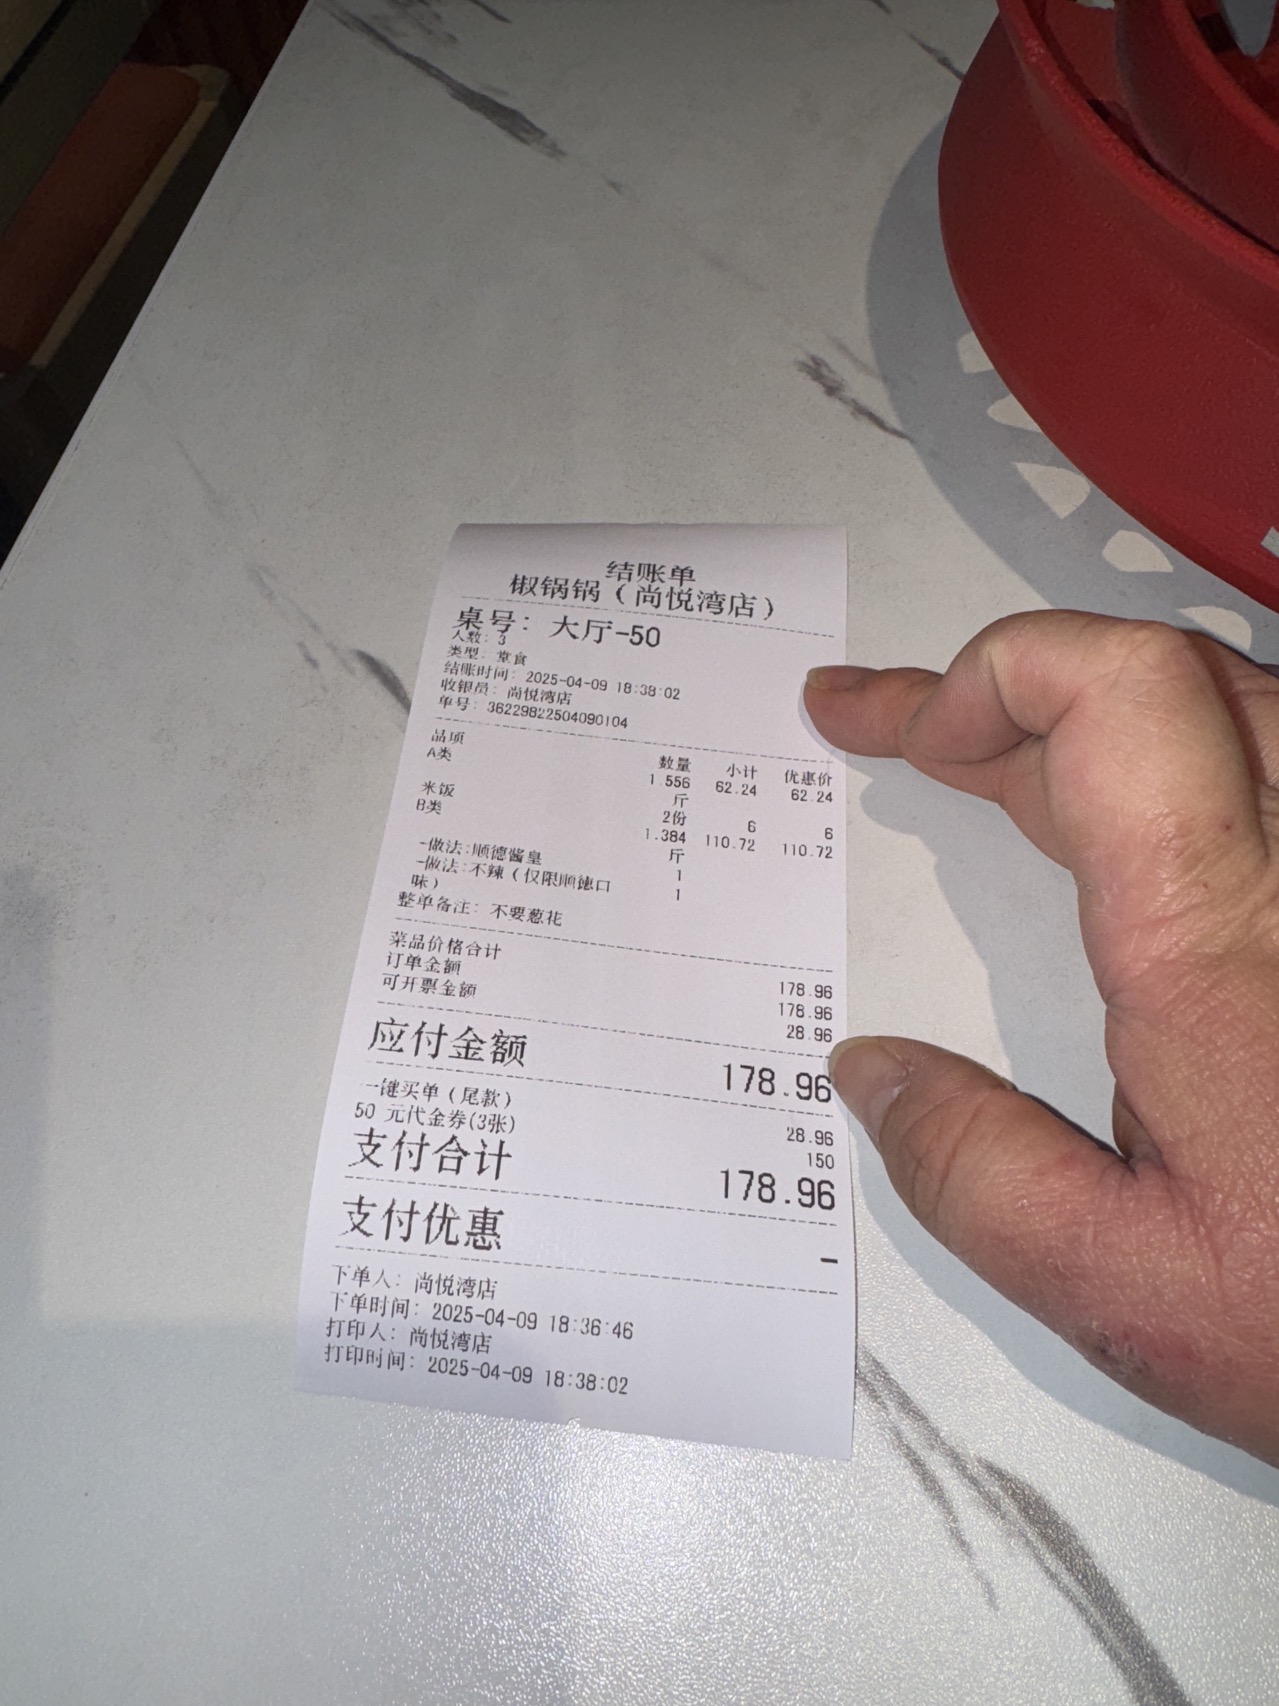 结账单
椒锅锅（尚悦湾店）
桌号: 大厅-50
人数: 3
类型: 堂食
结账时间: 2025-04-09 18:38:02
收银员: 尚悦湾店
单号: 36229822504090104
品项 数量 小计 优惠价
A类 1.556 62.24 62.24
斤
米饭 2份 6 6
B类 1.384 110.72 110.72
斤
-做法:顺德酱皇 1
-做法:不辣（仅限顺德口 1
味）
整单备注: 不要葱花
菜品价格合计 178.96
订单金额 178.96
可开票金额 28.96
应付金额 178.96
一键买单（尾款） 28.96
50 元代金券(3张) 150
支付合计 178.96
支付优惠 -
下单人: 尚悦湾店
下单时间: 2025-04-09 18:36:46
打印人: 尚悦湾店
打印时间: 2025-04-09 18:38:02